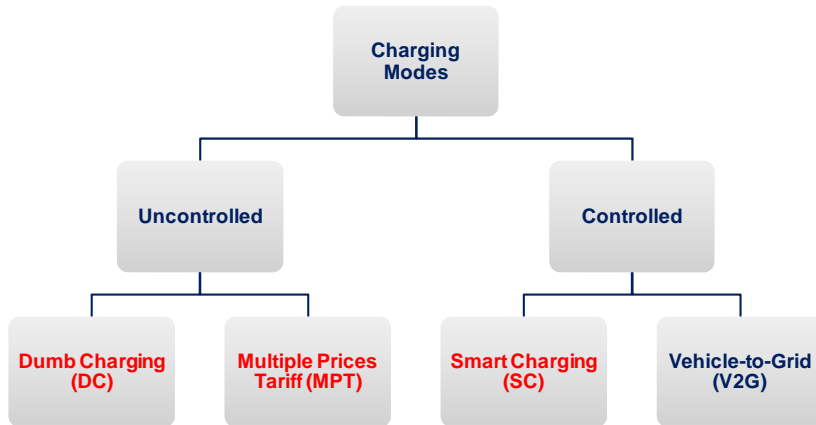 Charging
Modes
Uncontrolled
Controlled
Dumb Charging
(DC)
Multiple Prices
Tariff (MPT)
Smart Charging
(SC)
Vehicle-to-Grid
(V2G)